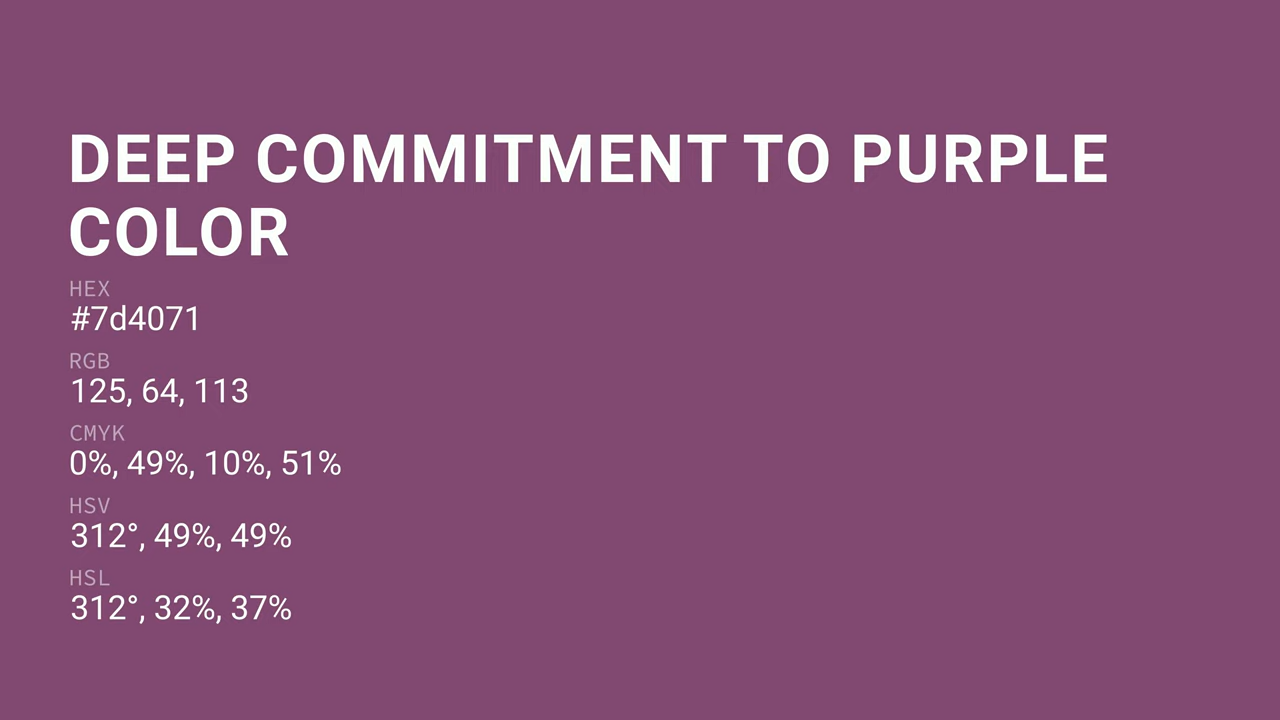 DEEP COMMITMENT TO PURPLE
COLOR
HEX
#7d4071
RGB
125, 64, 113
CMYK
0%, 49%, 10%, 51%
HSV
312°, 49%, 49%
HSL
312°, 32%, 37%